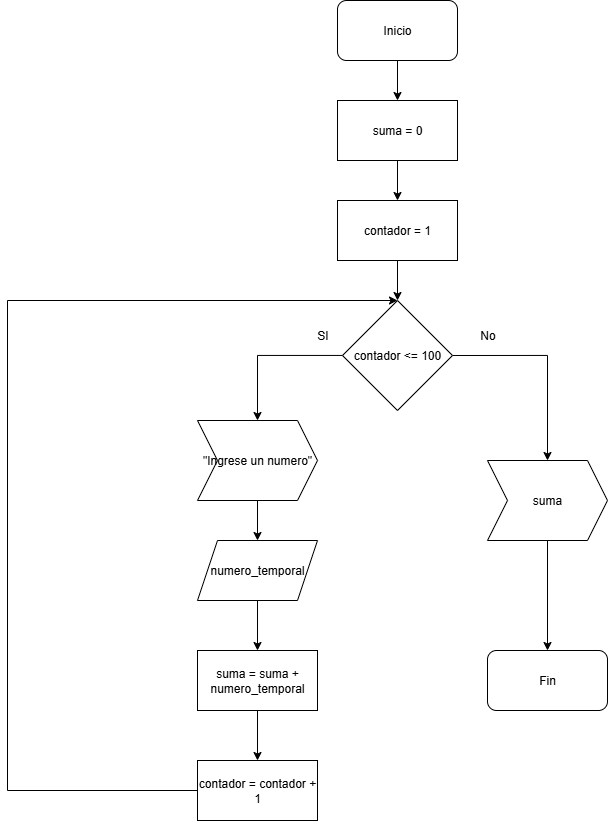 Inicio
suma = 0
contador = 1
SI
contador <= 100
No
"Ingrese un numero"
suma
numero_temporal
suma = suma +
numero_temporal
Fin
contador = contador +
1